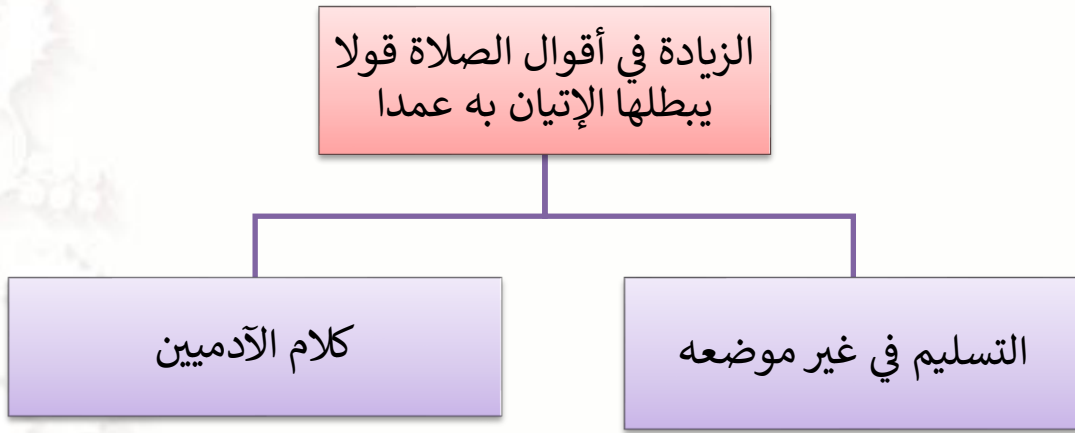 الزيادة في أقوال الصلاة قولا
يبطلها الإتيان به عمدا
التسليم في غير موضعه
كلام الآدميين